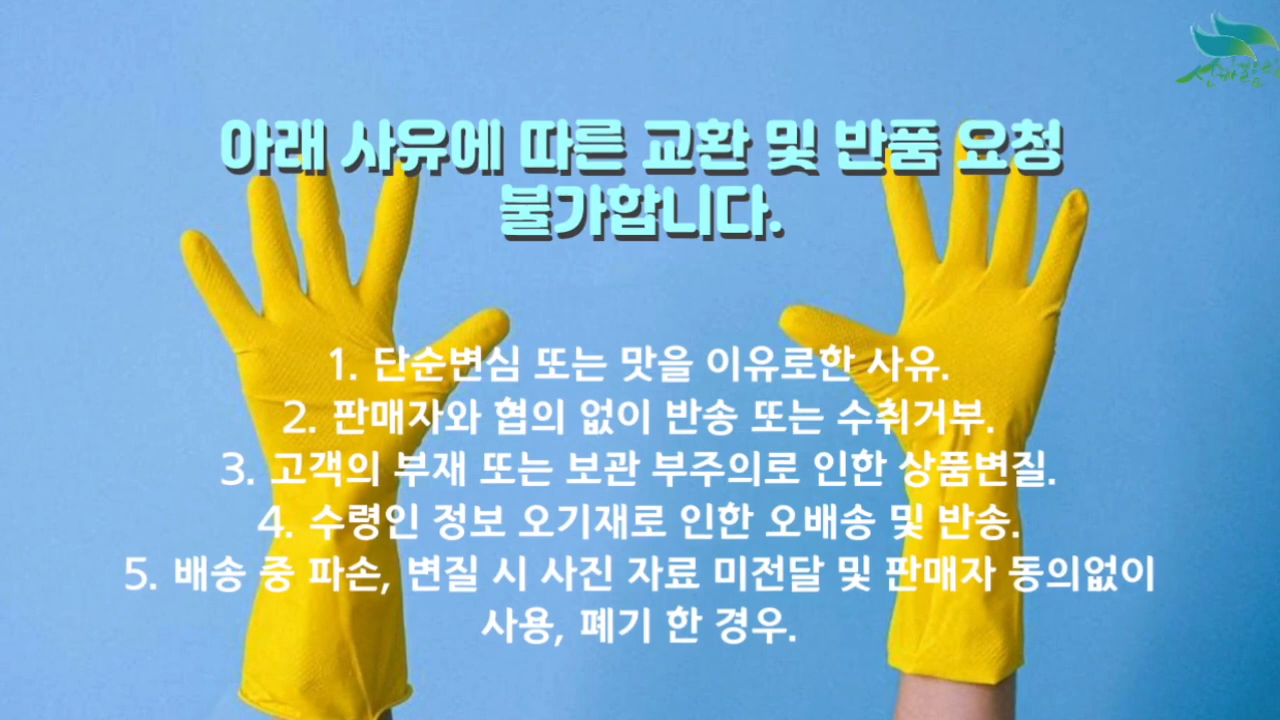 아래 사유에 따른 교환 및 반품 요청
불가합니다.
1. 단순변심 또는 맛을 이유로한 사유.
2. 판매자와 협의 없이 반송 또는 수취거부.
3. 고객의 부재 또는 보관 부주의로 인한 상품변질.
4. 수령인 정보 오기재로 인한 오배송 및 반송.
5. 배송 중 파손, 변질 시 사진 자료 미전달 및 판매자 동의없이
사용, 폐기 한 경우.